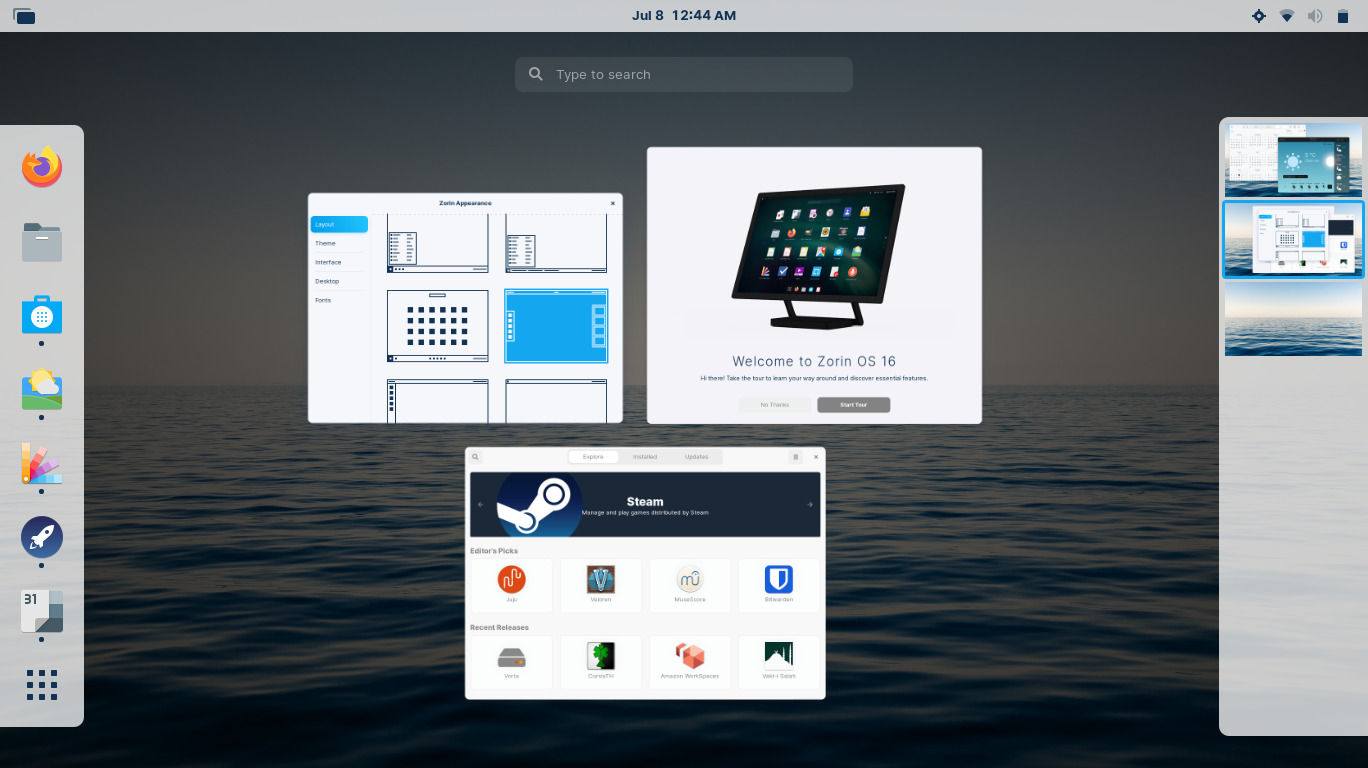 Jul 8 12:44 AM
Type to search
Zorin Appearance
Layout
Theme
Interface
Desktop
Fonts
Welcome to Zorin OS 16
Hi there! Take the tour to learn your way around and discover essential features.
No Thanks
Start Tour
Explore
Installed
Updates
Steam
Manage and play games distributed by Steam
Editor's Picks
Juju
Veloren
MuseScore
Bitwarden
Recent Releases
Vorta
Amazon WorkSpaces
Vakt-i Salah
31
5 °C